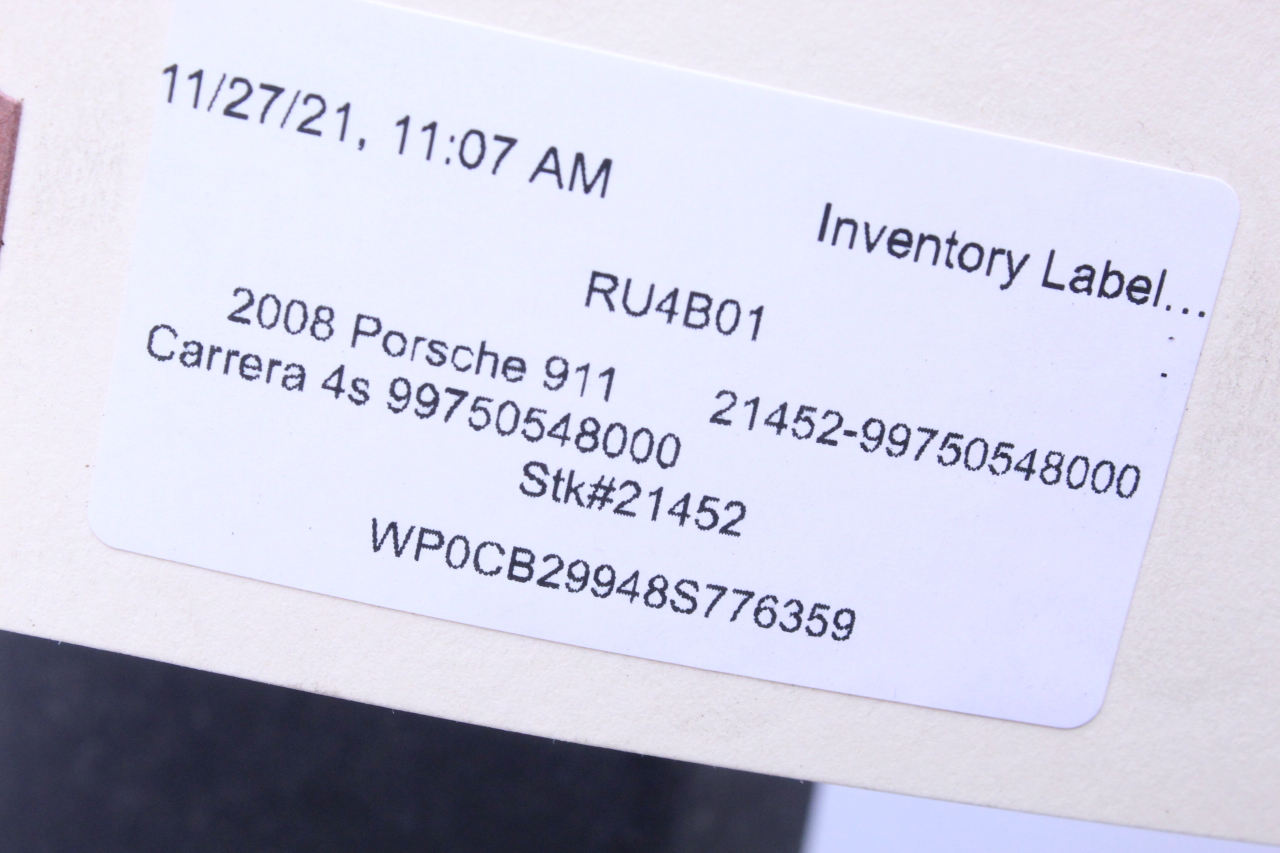 11/27/21, 11:07 AM
Inventory Label...
RU4B01
2008 Porsche 911
Carrera 4s 99750548000
21452-99750548000
Stk#21452
WP0CB29948S776359